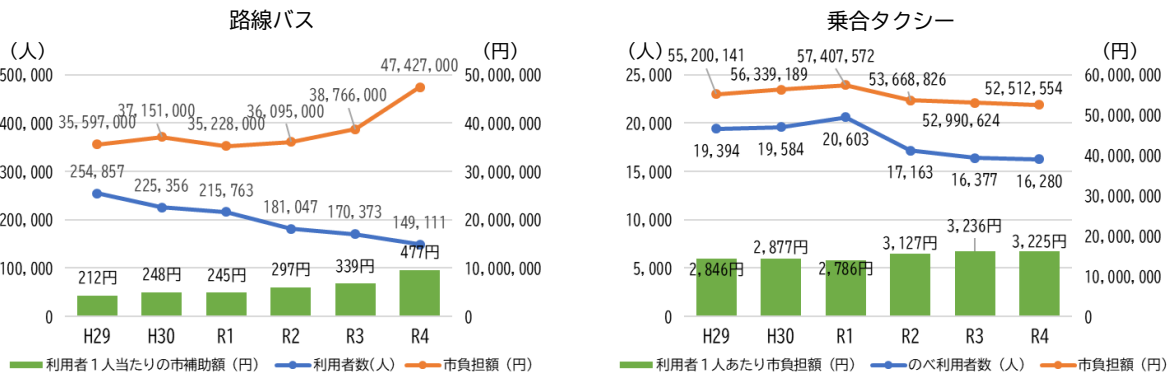 路線バス
(人)
(円)
500,000
400,000
300,000
200,000
100,000
0
50,000,000
40,000,000
30,000,000
20,000,000
10,000,000
0
35,597,000
37,151,000
35,228,000
36,095,000
38,766,000
47,427,000
254,857
225,356
215,763
181,047
170,373
149,111
212円
248円
245円
297円
339円
477円
H29 H30 R1 R2 R3 R4
利用者1人当たりの市補助額(円) 利用者数(人) 市負担額(円)
乗合タクシー
(人)
(円)
25,000
20,000
15,000
10,000
5,000
0
60,000,000
50,000,000
40,000,000
30,000,000
20,000,000
10,000,000
0
55,200,141
56,339,189
57,407,572
53,668,826
52,990,624
52,512,554
19,394
19,584
20,603
17,163
16,377
16,280
2,846円
2,877円
2,786円
3,127円
3,236円
3,225円
H29 H30 R1 R2 R3 R4
利用者1人あたり市負担額(円) のべ利用者数(人) 市負担額(円)